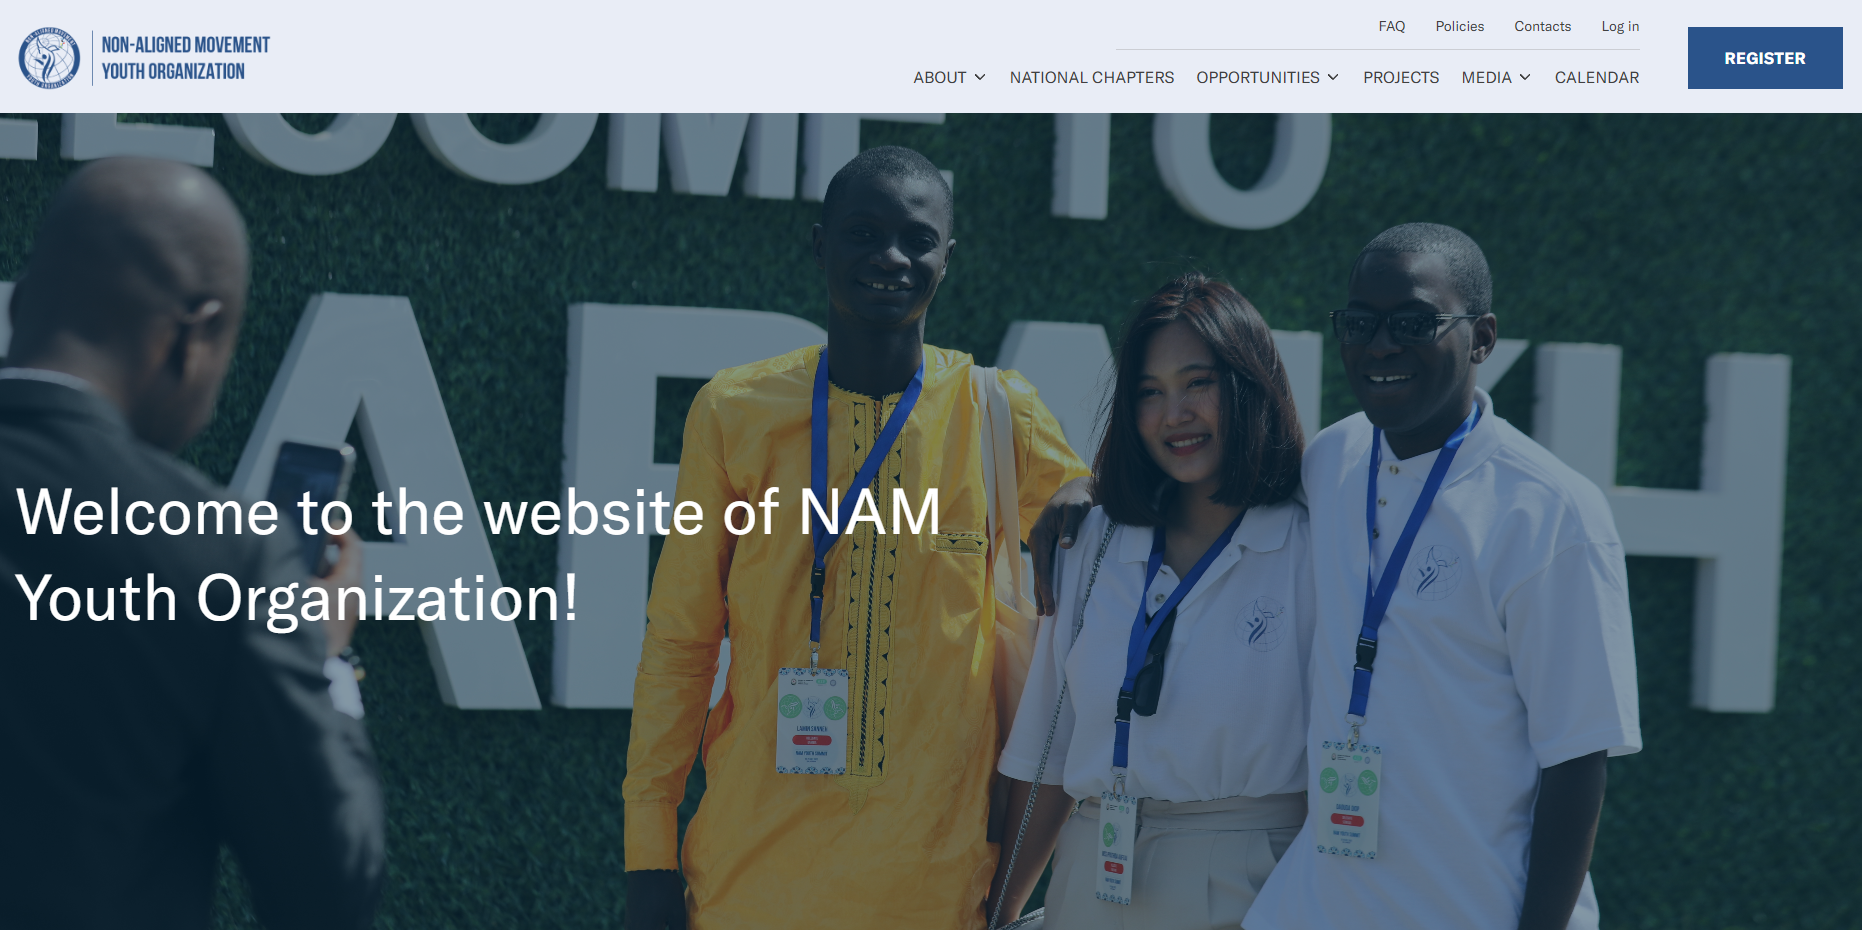 NON-ALIGNED MOVEMENT
YOUTH ORGANIZATION
FAQ Policies Contacts Log in
ABOUT NATIONAL CHAPTERS OPPORTUNITIES PROJECTS MEDIA CALENDAR
REGISTER
Welcome to the website of NAM
Youth Organization!